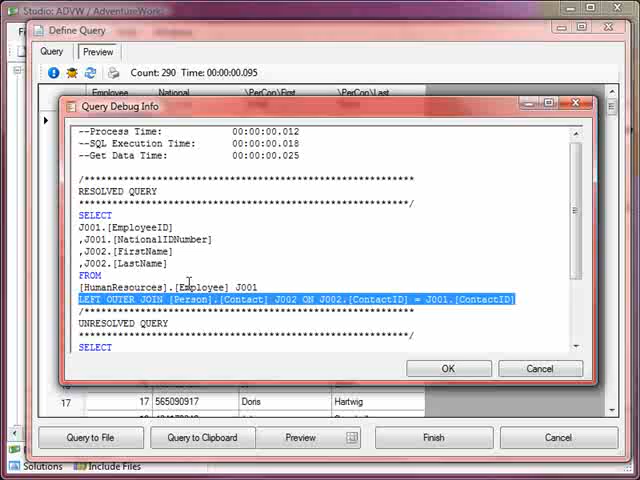 Studio: ADVW / AdventureWorks
Define Query
Query
Preview
Count: 290 Time: 00:00:00.095
Employee
National
\PerCon\First
\PerCon\Last
Query Debug Info
--Process Time: 00:00:00.012
--SQL Execution Time: 00:00:00.018
--Get Data Time: 00:00:00.025
/**************************************************************
RESOLVED QUERY
**************************************************************/
SELECT
J001.[EmployeeID]
,J001.[NationalIDNumber]
,J002.[FirstName]
,J002.[LastName]
FROM
[HumanResources].[Employee] J001
LEFT OUTER JOIN [Person].[Contact] J002 ON J002.[ContactID] = J001.[ContactID]
/**************************************************************
UNRESOLVED QUERY
**************************************************************/
SELECT
OK
Cancel
17 17 565090917 Doris Hartwig
Query to File
Query to Clipboard
Preview
Finish
Cancel
Solutions
Include Files